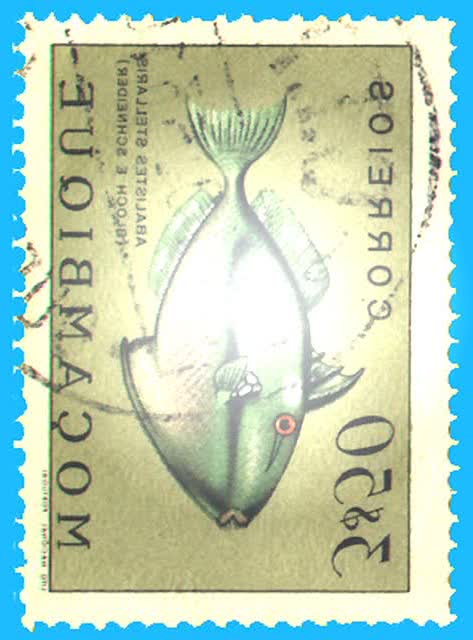 MOÇAMBIQUE
ABALISTES STELLARIS
(BLOCH E SCHNEIDER)
CORREIOS
3$50